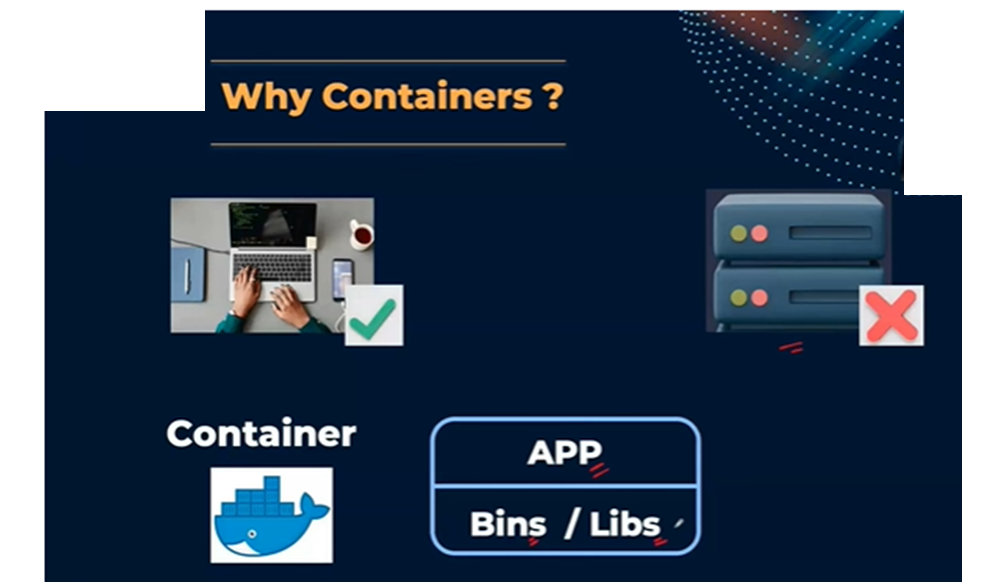 Why Containers ?
Container
APP
Bins / Libs